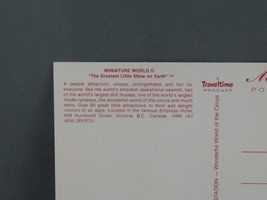 MINIATURE WORLD ©
"The Greatest Little Show on Earth" ™
A people attraction, unique, unforgettable and fun for
everyone. See the world's smallest operational sawmill, two
of the world's largest doll houses, one of the world's largest
model railways, the wonderful world of the circus and much
more. Over 80 great little attractions to thrill and delight
visitors of all ages. Located in the famous Empress Hotel,
649 Humboldt Street, Victoria, B.C., Canada. V8W 1A7
(604) 385-9731
Traveltime
PO
STATION — Wonderful World of the Circus